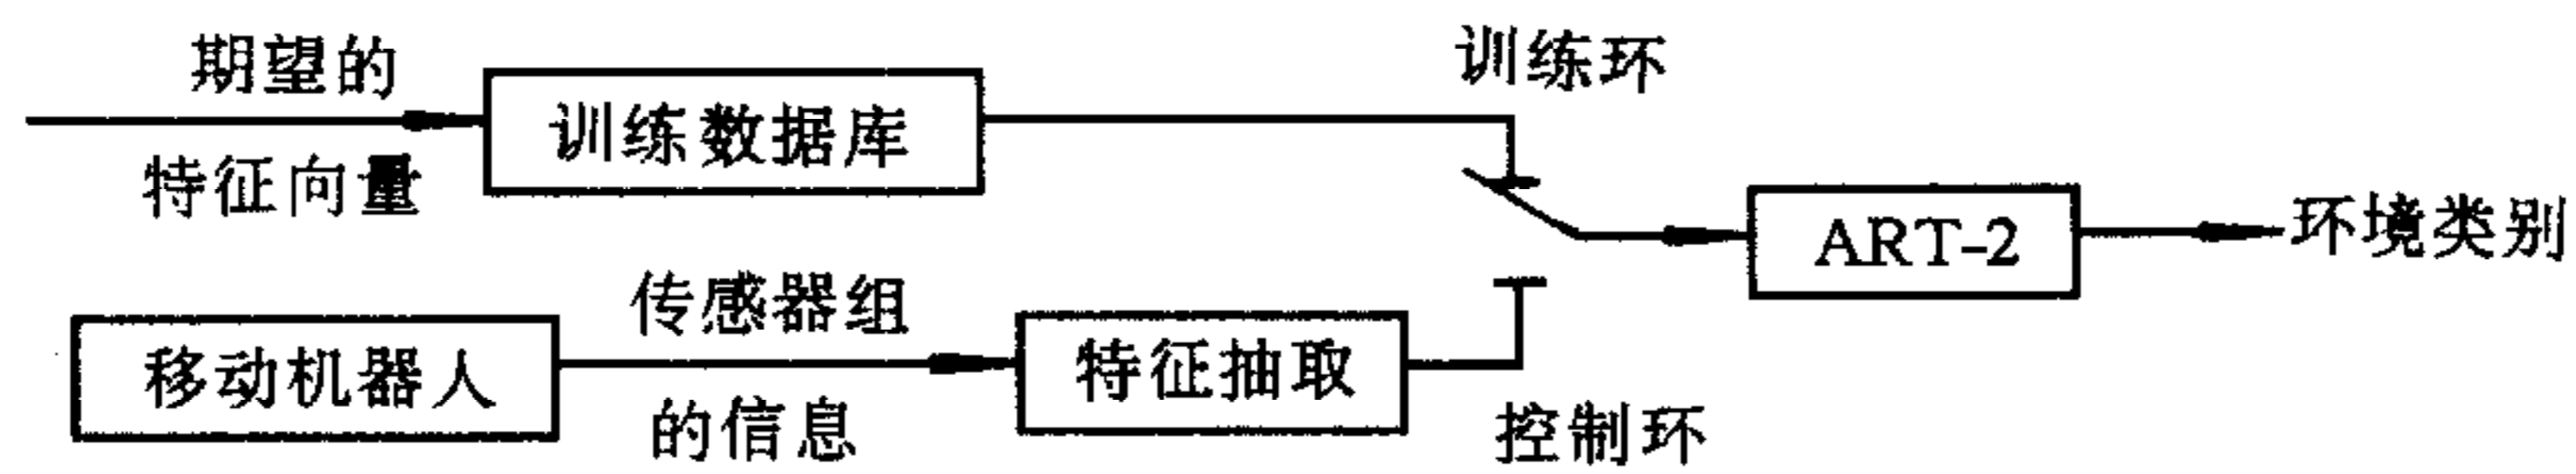 期望的
特征向量
训练数据库
训练环
移动机器人
传感器组
的信息
特征抽取
控制环
ART-2
环境类别